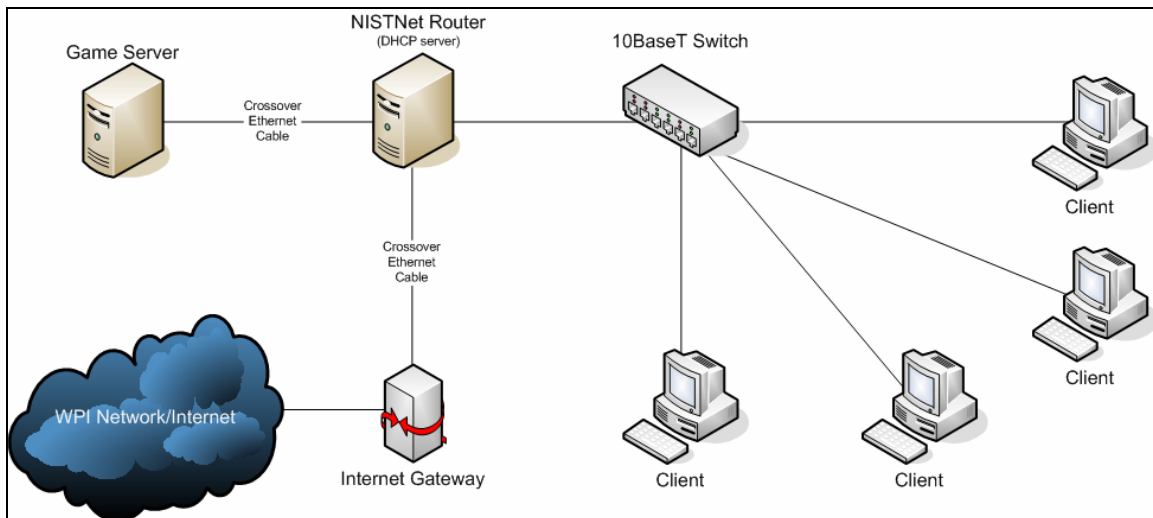 NISTNet Router
(DHCP server)
10BaseT Switch
Game Server
Crossover
Ethernet
Cable
Client
Crossover
Ethernet
Cable
Client
WPI Network/Internet
Internet Gateway
Client
Client